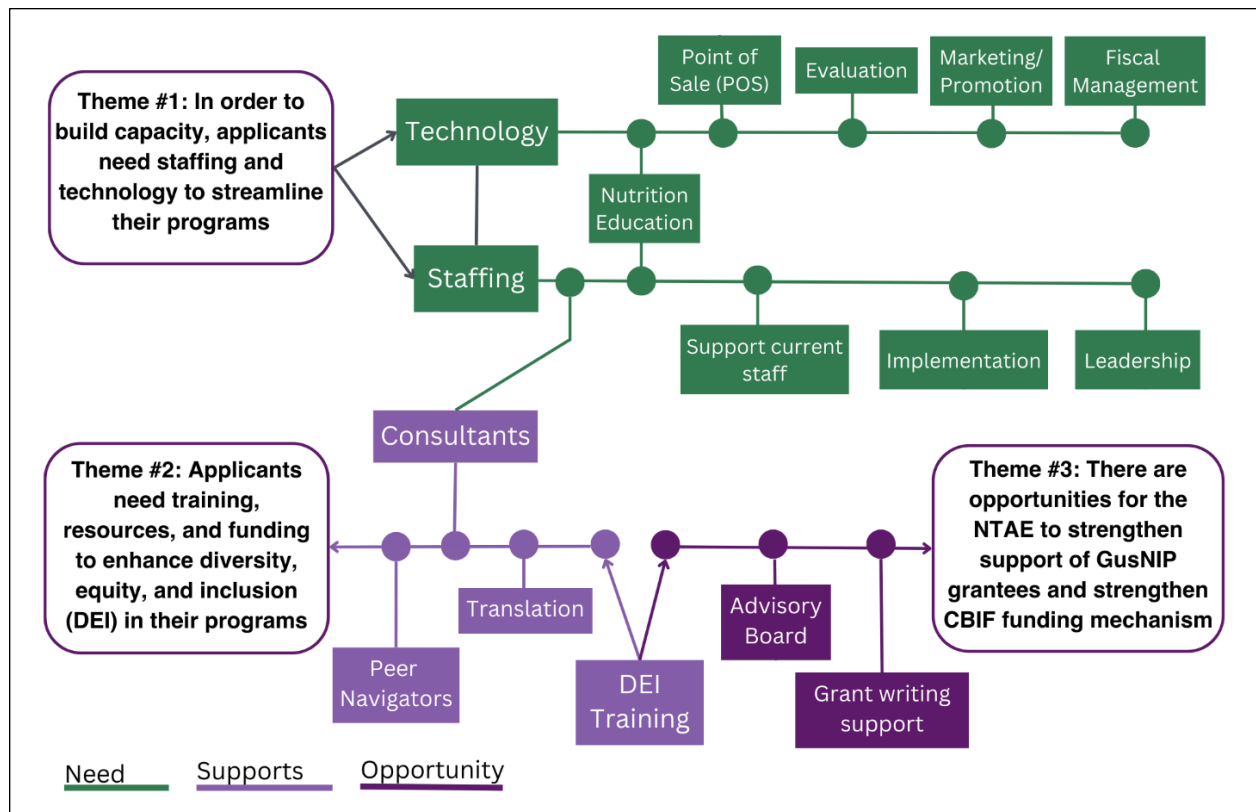 Theme #1: In order to
build capacity, applicants
need staffing and
technology to streamline
their programs
Technology
Staffing
Point of
Sale (POS)
Evaluation
Marketing/
Promotion
Fiscal
Management
Nutrition
Education
Support current
staff
Implementation
Leadership
Consultants
Theme #2: Applicants
need training,
resources, and funding
to enhance diversity,
equity, and inclusion
(DEI) in their programs
Translation
Peer
Navigators
DEI
Training
Advisory
Board
Grant writing
support
Theme #3: There are
opportunities for the
NTAE to strengthen
support of GusNIP
grantees and strengthen
CBIF funding mechanism
Need
Supports
Opportunity